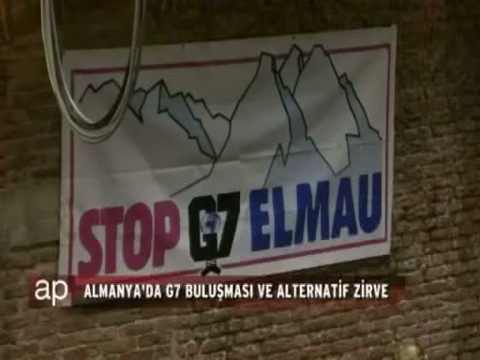 STOP G7 ELMAU
ap ALMANYA'DA G7 BULUŞMASI VE ALTERNATİF ZİRVE